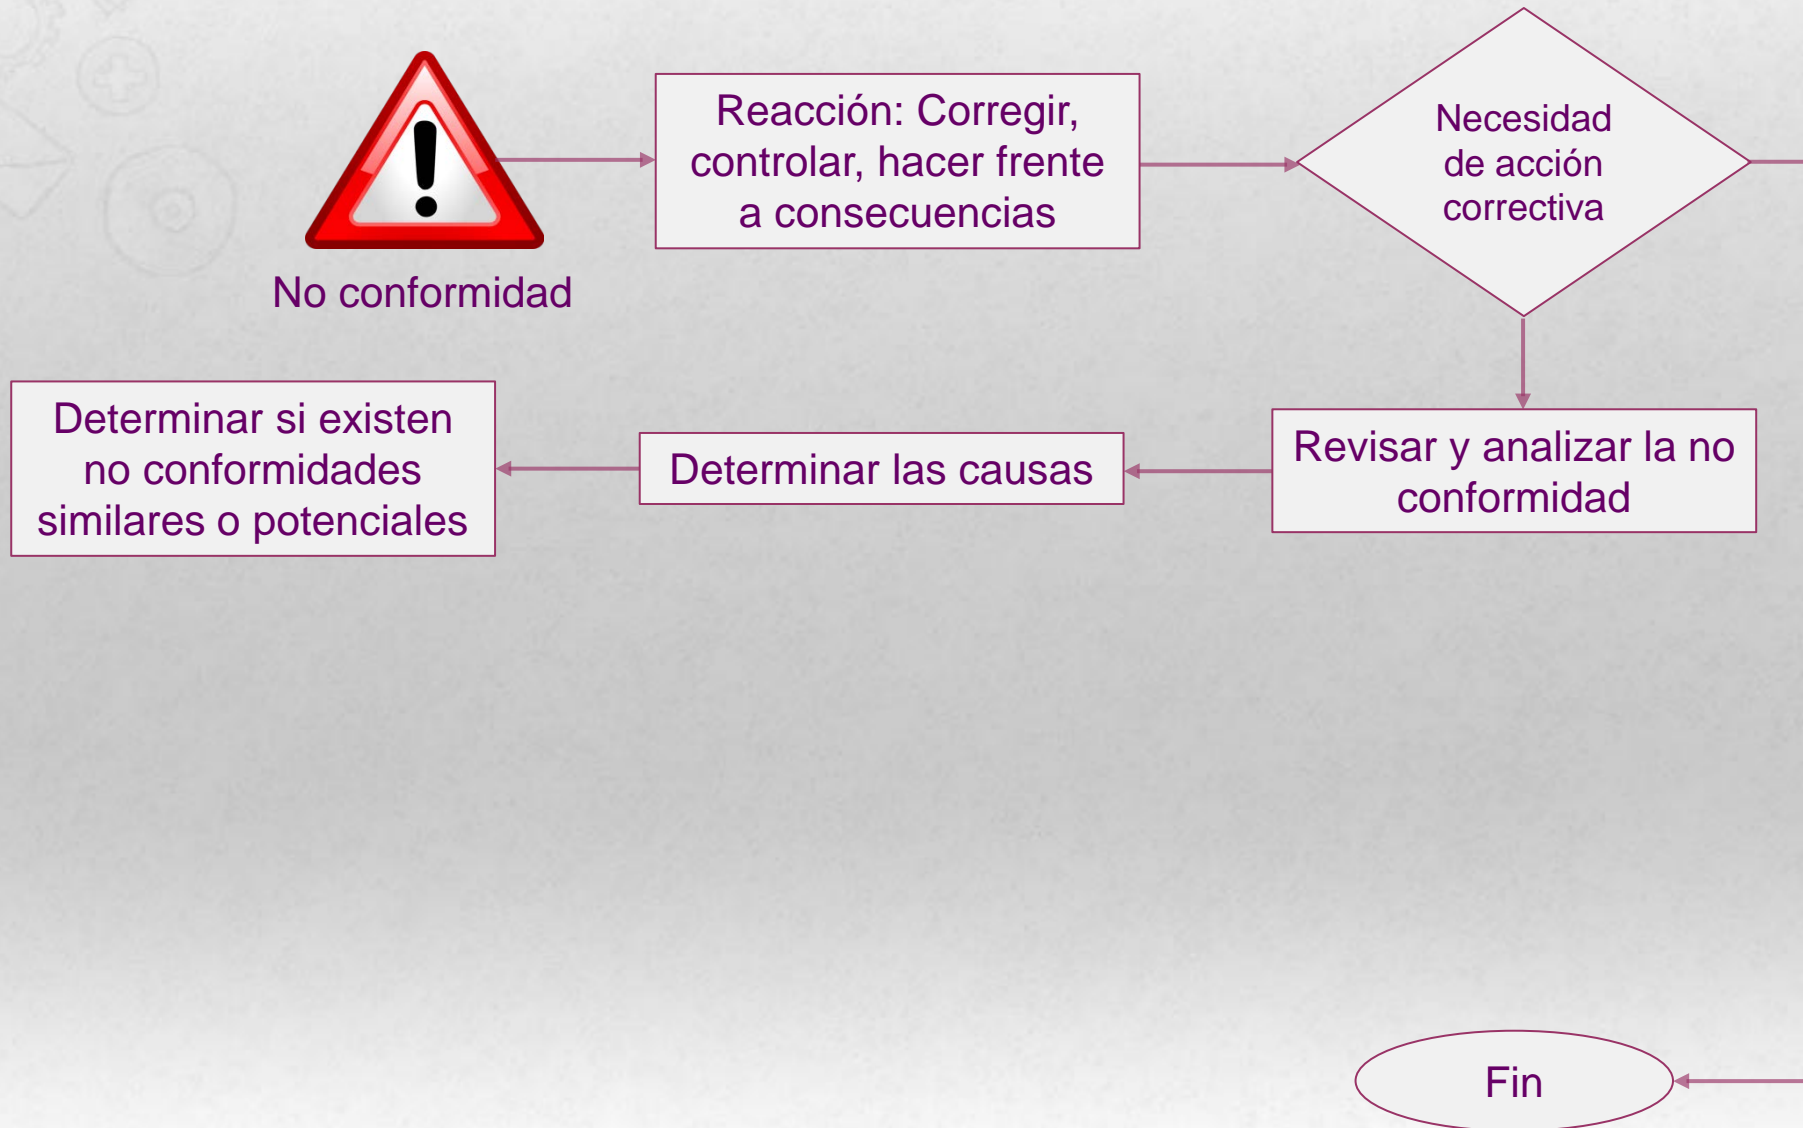 Reacción: Corregir,
controlar, hacer frente
a consecuencias
Necesidad
de acción
correctiva
No conformidad
Determinar si existen
no conformidades
similares o potenciales
Determinar las causas
Revisar y analizar la no
conformidad
Fin